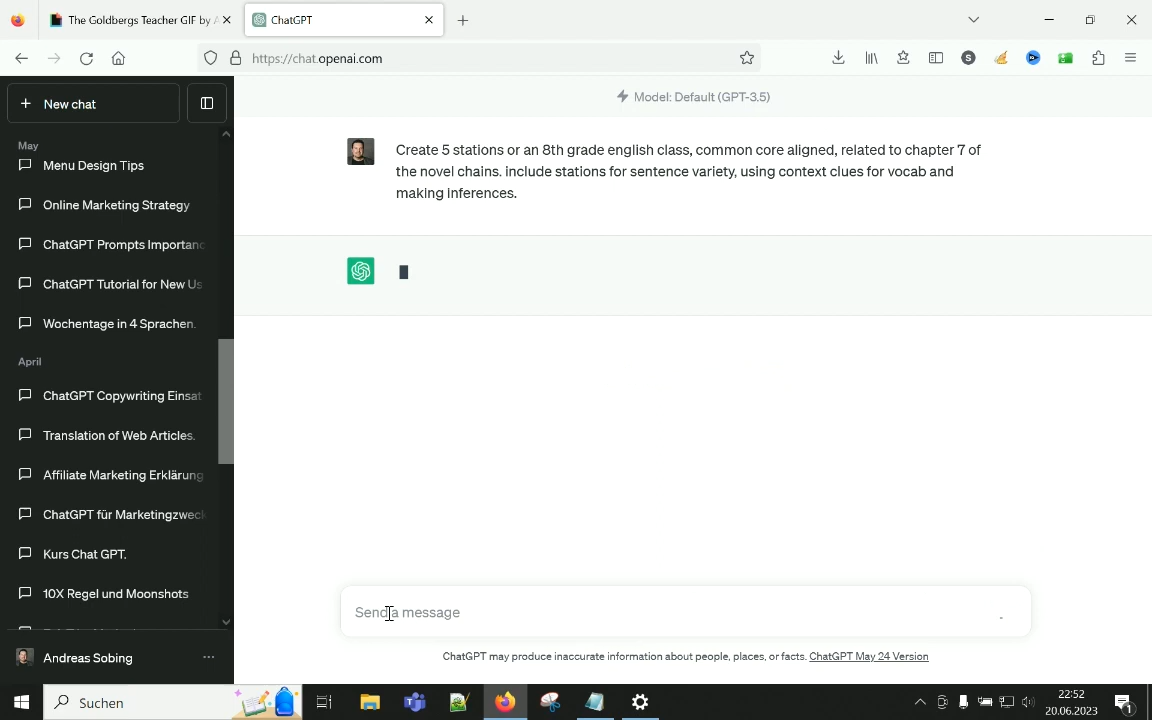 The Goldbergs Teacher GIF by A
ChatGPT
https://chat.openai.com
New chat
Model: Default (GPT-3.5)
May
Menu Design Tips
Online Marketing Strategy
ChatGPT Prompts Importanc
ChatGPT Tutorial for New Us
Wochentage in 4 Sprachen.
April
ChatGPT Copywriting Einsat
Translation of Web Articles.
Affiliate Marketing Erklärung
ChatGPT für Marketingzweck
Kurs Chat GPT.
10X Regel und Moonshots
Andreas Sobing
Create 5 stations or an 8th grade english class, common core aligned, related to chapter 7 of
the novel chains. include stations for sentence variety, using context clues for vocab and
making inferences.
Send a message
ChatGPT may produce inaccurate information about people, places, or facts. ChatGPT May 24 Version
Suchen
22:52
20.06.2023
1